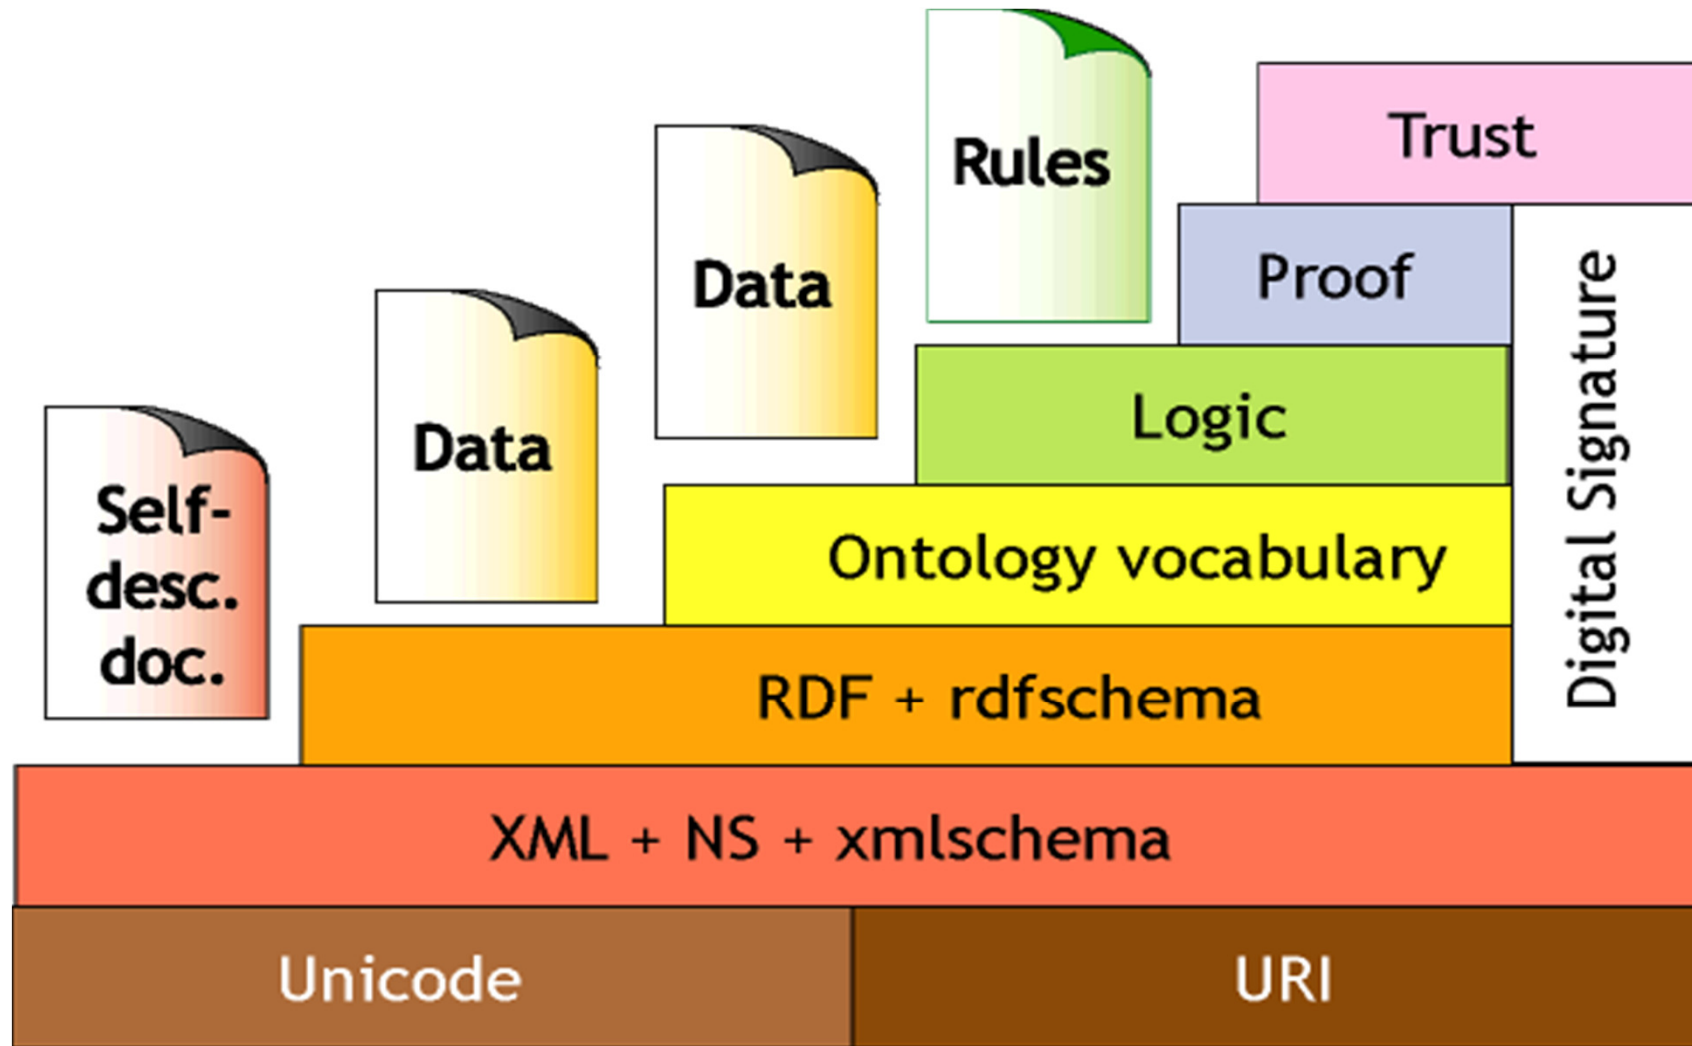 Rules
Trust
Data
Proof
Data
Logic
Digital Signature
Self-
desc.
doc.
Ontology vocabulary
RDF + rdfschema
XML + NS + xmlschema
Unicode
URI